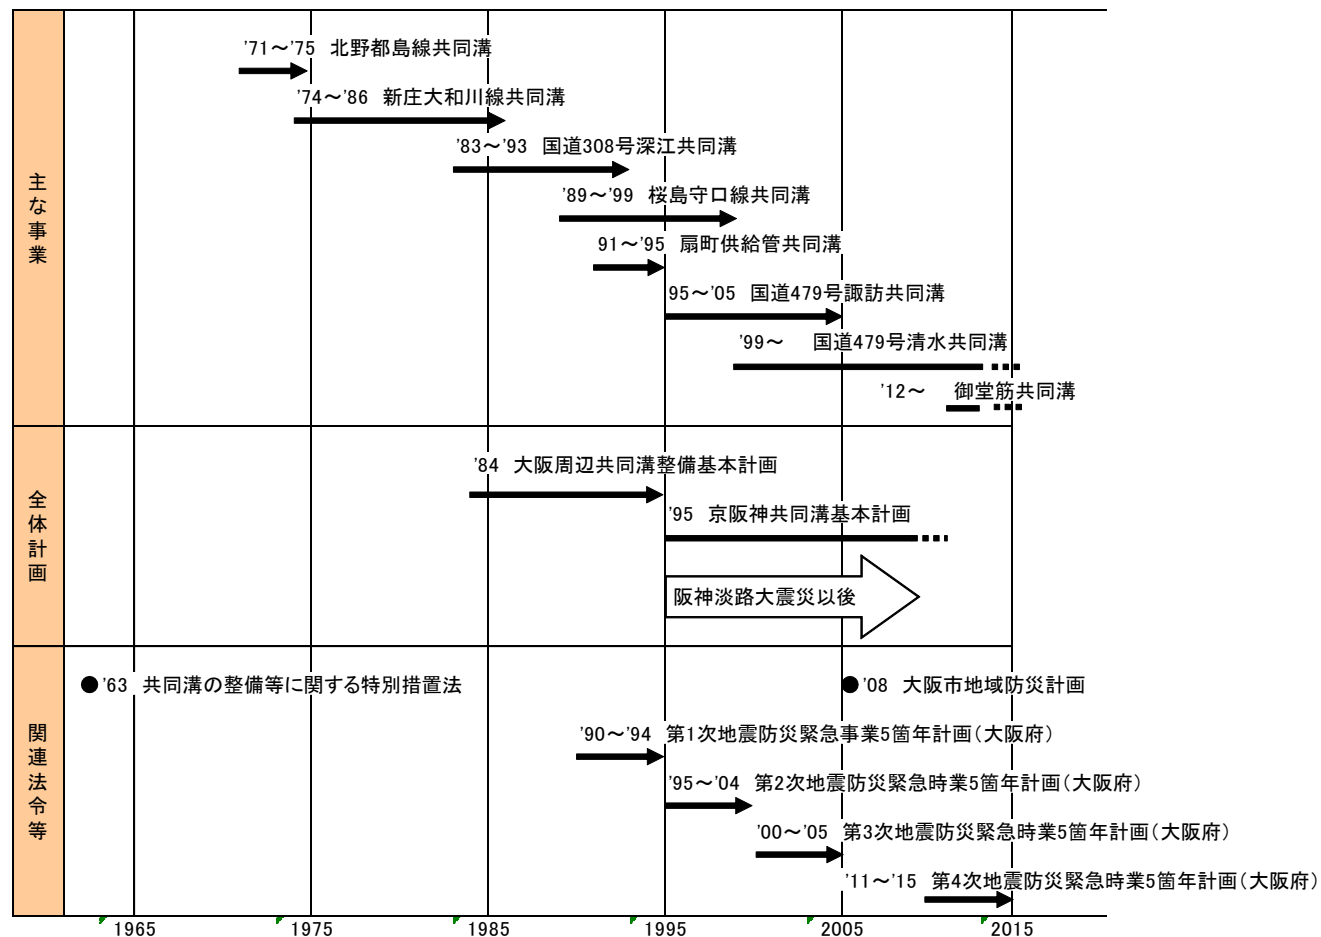 主な事業
'71～'75 北野都島線共同溝
'74～'86 新庄大和川線共同溝
'83～'93 国道308号深江共同溝
'89～'99 桜島守口線共同溝
91～'95 扇町供給管共同溝
95～'05 国道479号諏訪共同溝
'99～ 国道479号清水共同溝
'12～ 御堂筋共同溝
全体計画
'84 大阪周辺共同溝整備基本計画
'95 京阪神共同溝基本計画
阪神淡路大震災以後
関連法令等
'63 共同溝の整備等に関する特別措置法
'08 大阪市地域防災計画
'90～'94 第1次地震防災緊急事業5箇年計画(大阪府)
'95～'04 第2次地震防災緊急時業5箇年計画(大阪府)
'00～'05 第3次地震防災緊急時業5箇年計画(大阪府)
'11～'15 第4次地震防災緊急時業5箇年計画(大阪府)
1965 1975 1985 1995 2005 2015